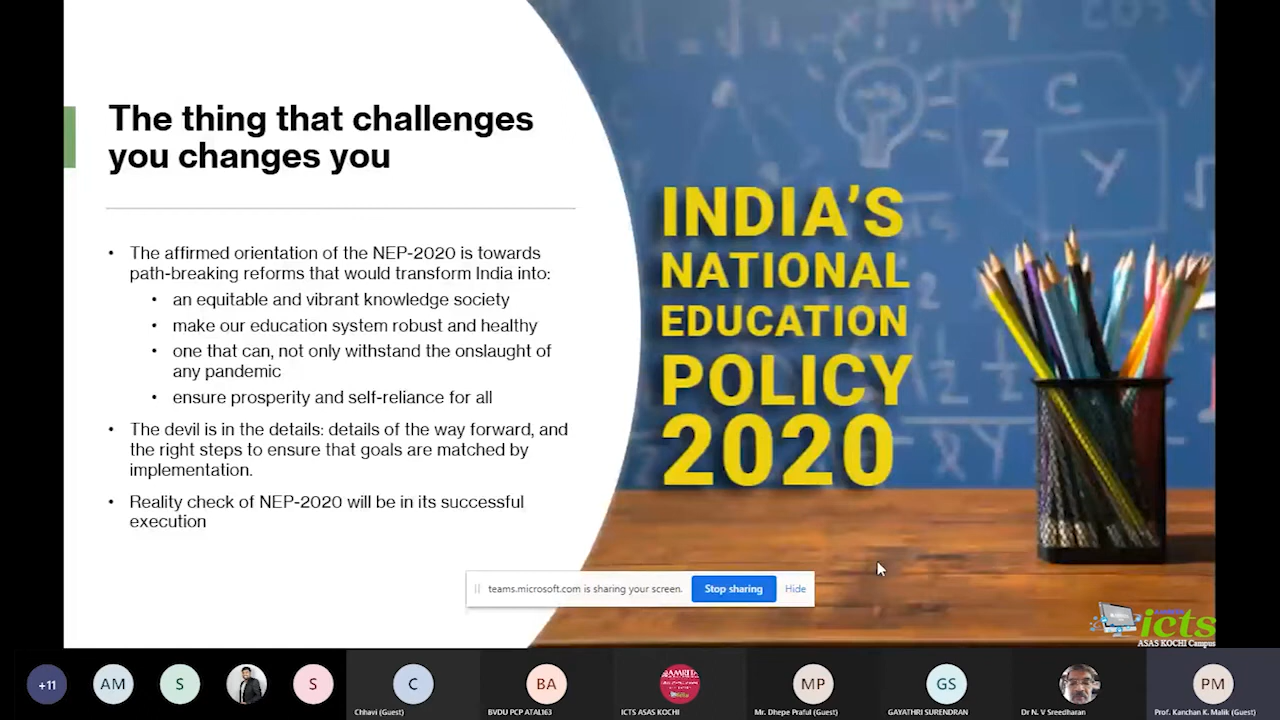 The thing that challenges
you changes you
• The affirmed orientation of the NEP-2020 is towards
path-breaking reforms that would transform India into:
• an equitable and vibrant knowledge society
• make our education system robust and healthy
• one that can, not only withstand the onslaught of
any pandemic
• ensure prosperity and self-reliance for all
• The devil is in the details: details of the way forward, and
the right steps to ensure that goals are matched by
implementation.
• Reality check of NEP-2020 will be in its successful
execution
INDIA'S
NATIONAL
EDUCATION
POLICY
2020
C
Z
Y
teams.microsoft.com is sharing your screen.
Stop sharing
Hide
icts
ASAS KOCHI Campus
+11
AM
S
S
C
BA
AMRITA
MP
GS
PM
Chhavi (Guest)
BVDU PCP ATAL163
ICTS ASAS KOCHI
Mr. Dhepe Praful (Guest)
GAYATHRI SURENDRAN
Dr N. V Sreedharan
Prof. Kanchan K. Malik (Guest)